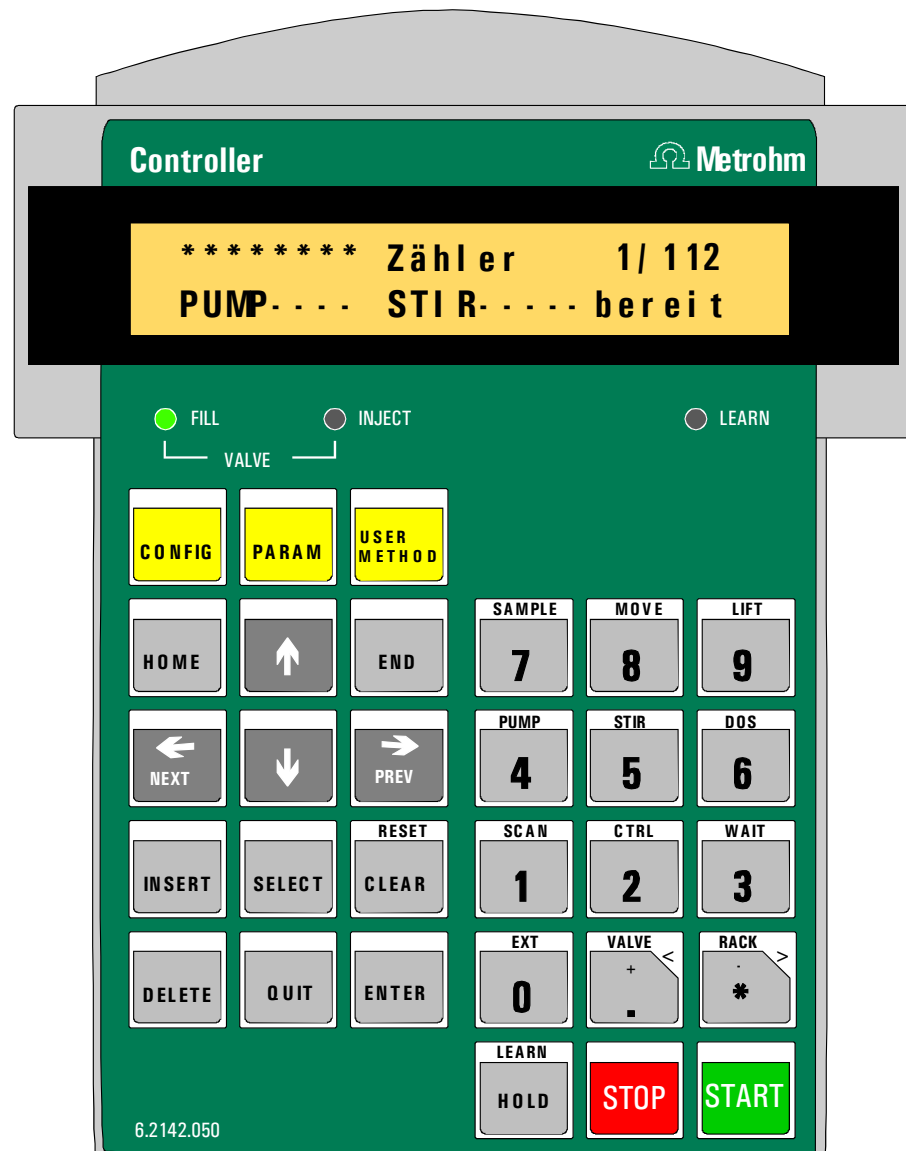 Controller Metrohm
******** Zähler 1/112
PUMP---- STIR----- bereit
FILL INJECT LEARN
VALVE
CONFIG PARAM USER METHOD
SAMPLE MOVE LIFT
HOME ↑ END 7 8 9
PUMP STIR DOS
← NEXT ↓ → PREV 4 5 6
RESET SCAN CTRL WAIT
INSERT SELECT CLEAR 1 2 3
EXT VALVE < RACK >
+ -
DELETE QUIT ENTER 0 . *
LEARN
HOLD STOP START
6.2142.050